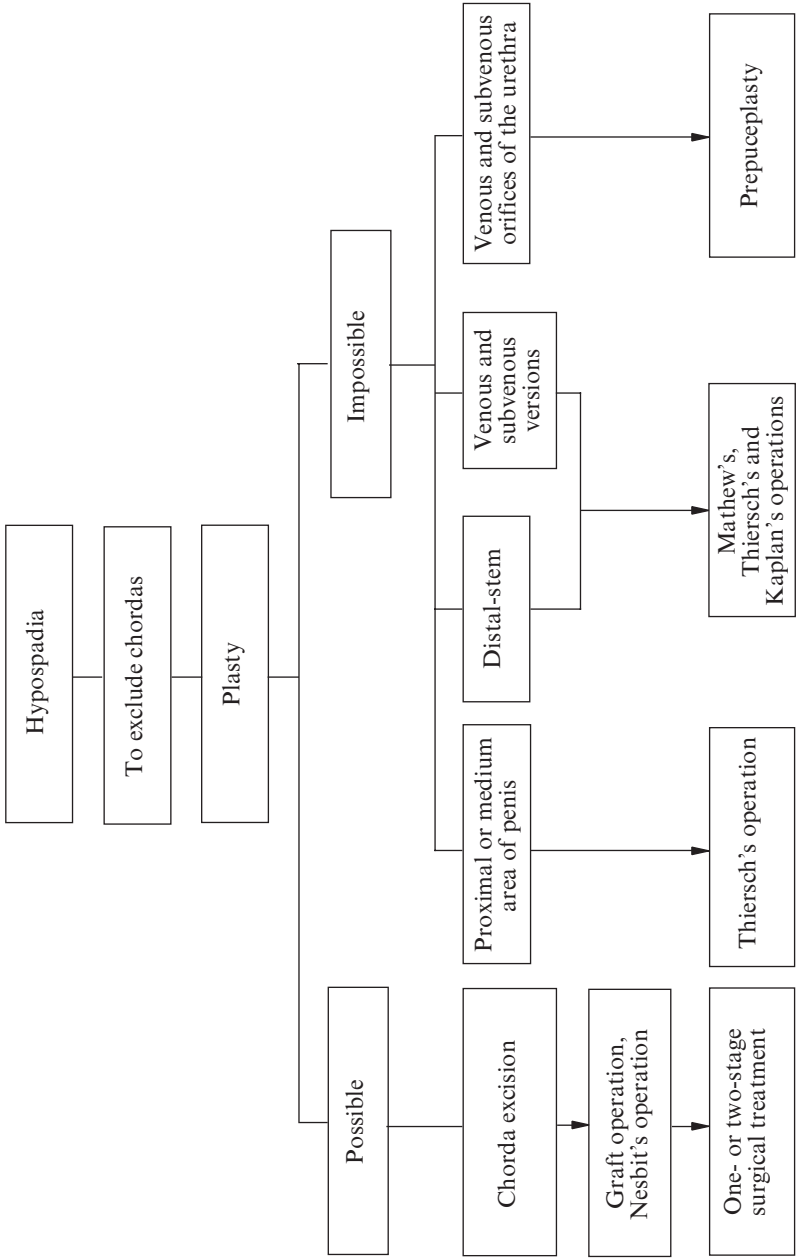 Hypospadia
To exclude chordas
Plasty
Possible
Impossible
Chorda excision
Proximal or medium
area of penis
Distal-stem
Venous and
subvenous
versions
Venous and subvenous
orifices of the urethra
Graft operation,
Nesbit's operation
One- or two-stage
surgical treatment
Thiersch's operation
Mathew's,
Thiersch's and
Kaplan's operations
Prepuceplasty